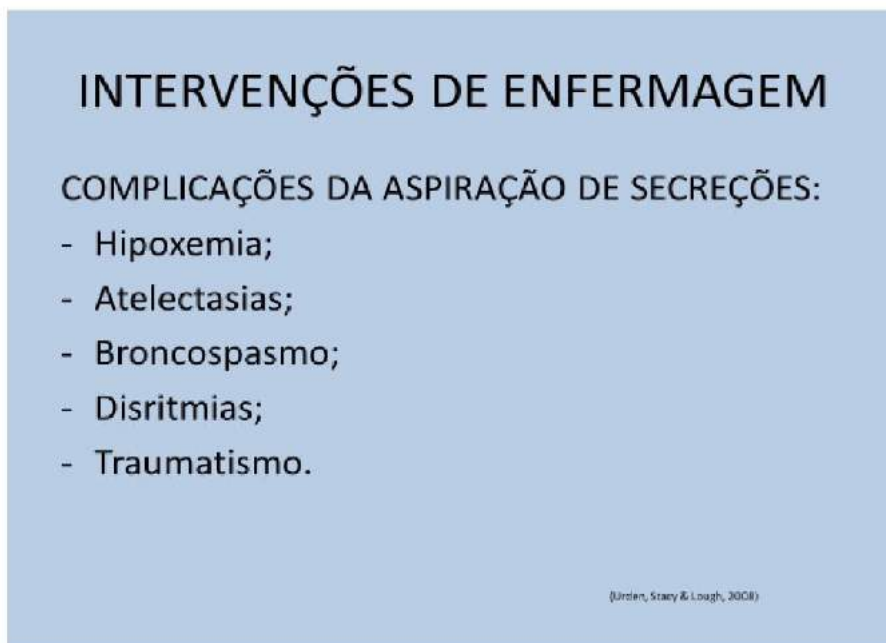 INTERVENÇÕES DE ENFERMAGEM
COMPLICAÇÕES DA ASPIRAÇÃO DE SECREÇÕES:
- Hipoxemia;
- Atelectasias;
- Broncospasmo;
- Disritmias;
- Traumatismo.
(Urden, Stacy & Lough, 2008)